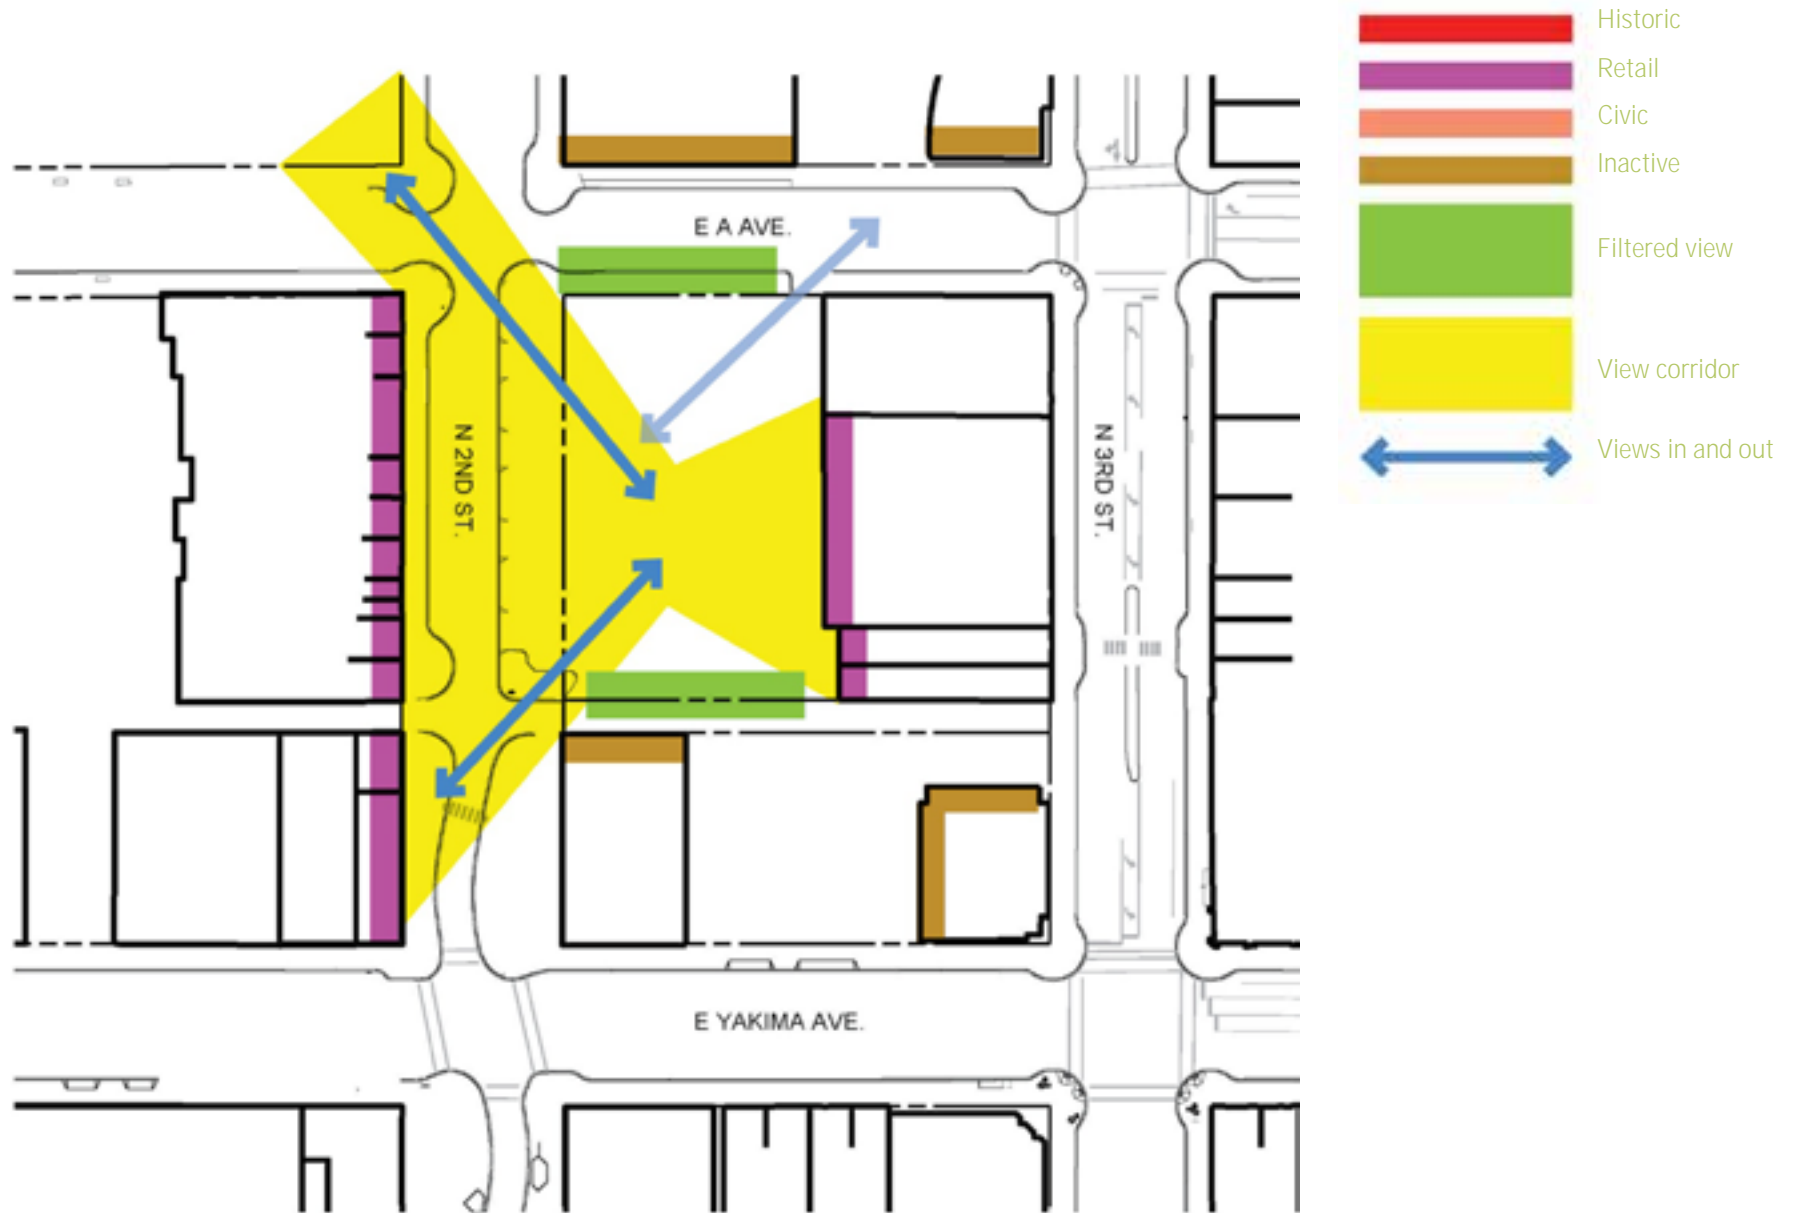 Historic
Retail
Civic
Inactive
Filtered view
View corridor
Views in and out
E A AVE.
N 2ND ST.
N 3RD ST.
E YAKIMA AVE.